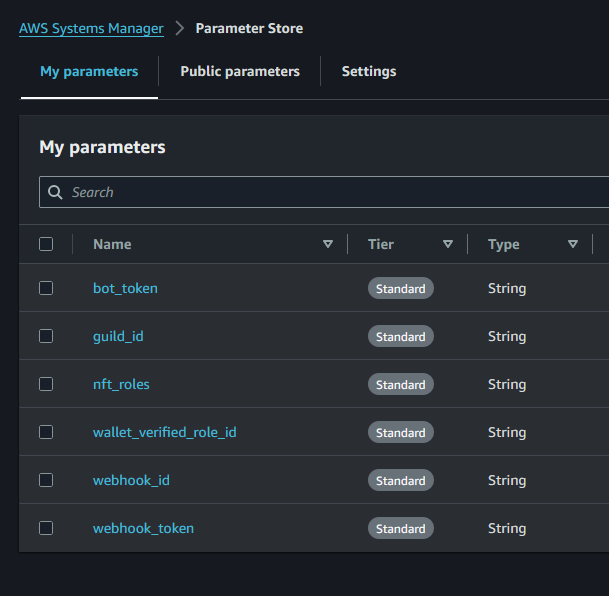 AWS Systems Manager > Parameter Store
My parameters Public parameters Settings
My parameters
Search
Name Tier Type
bot_token Standard String
guild_id Standard String
nft_roles Standard String
wallet_verified_role_id Standard String
webhook_id Standard String
webhook_token Standard String